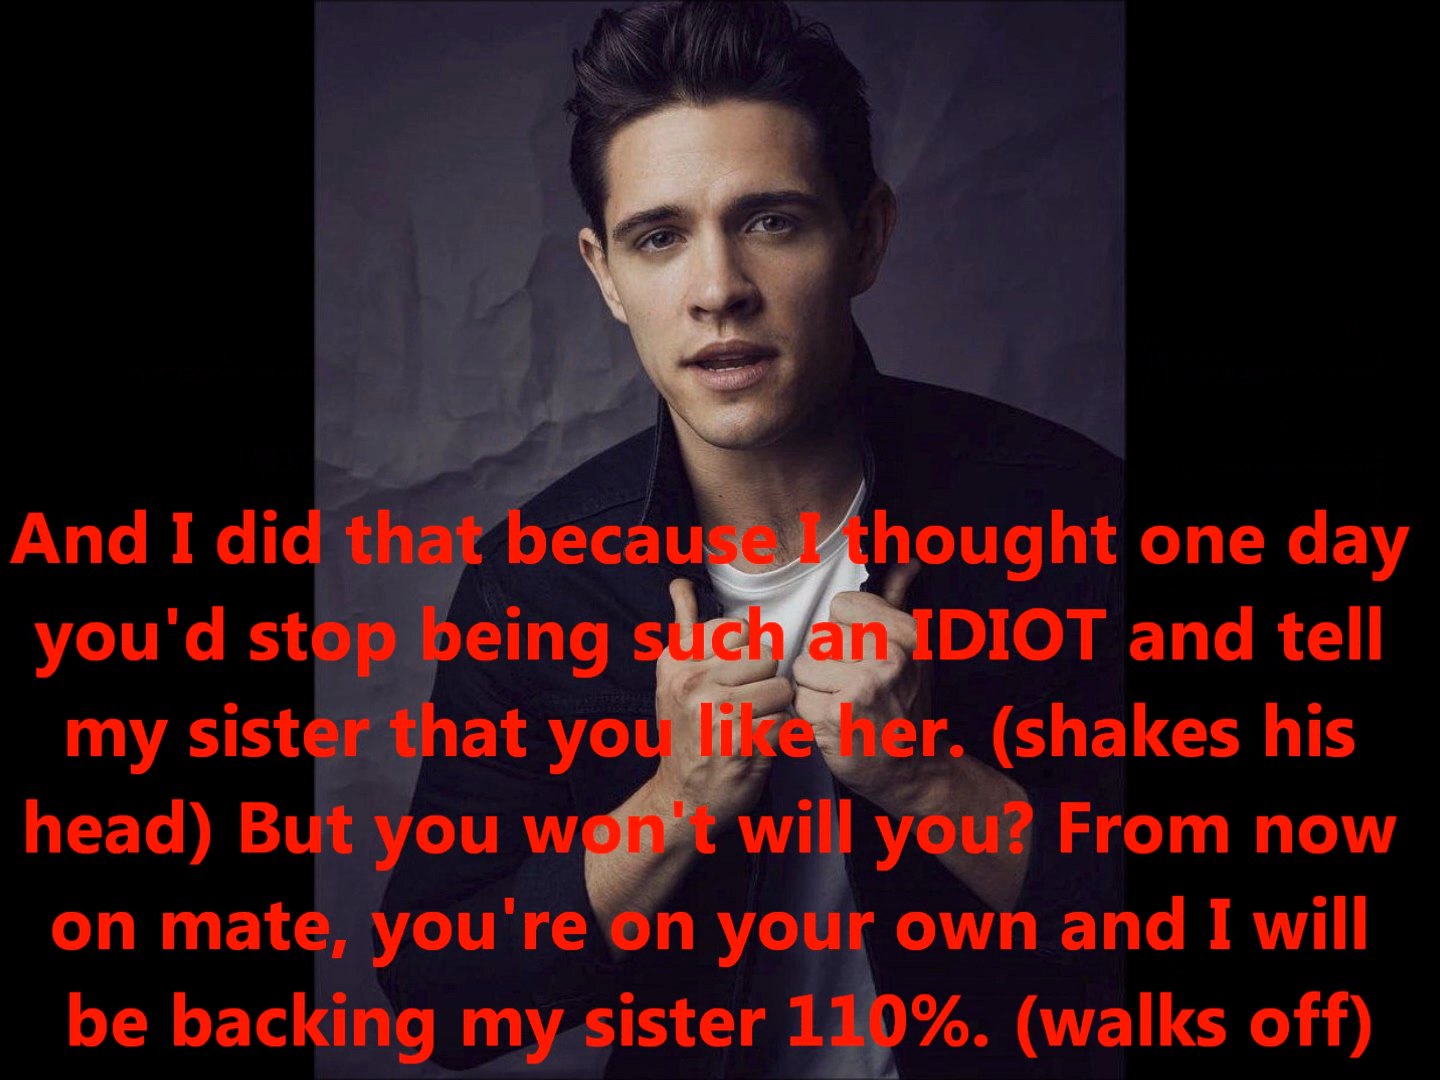 And I did that because I thought one day
you'd stop being such an IDIOT and tell
my sister that you like her. (shakes his
head) But you won't will you? From now
on mate, you're on your own and I will
be backing my sister 110%. (walks off)